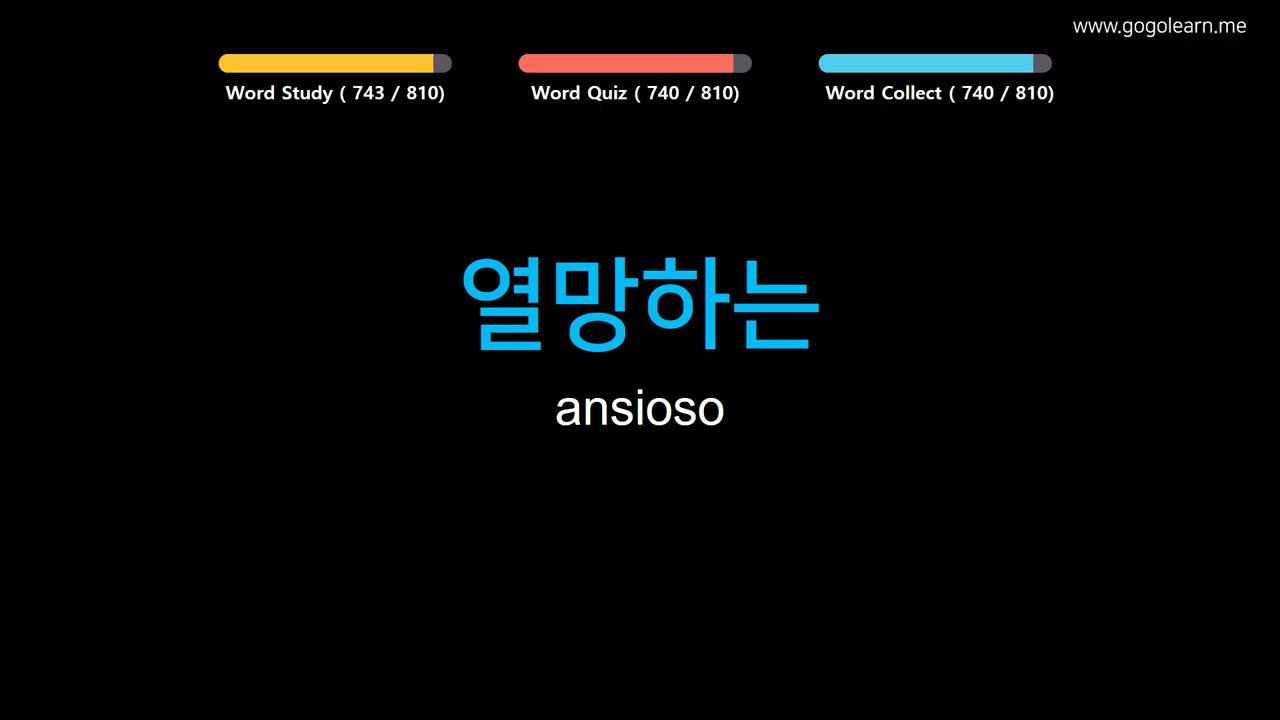 www.gogolearn.me
Word Study ( 743 / 810)
Word Quiz ( 740 / 810)
Word Collect ( 740 / 810)
열망하는
ansioso